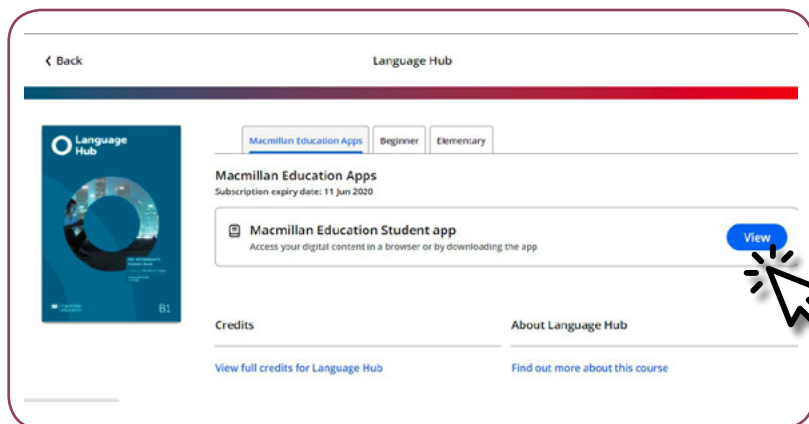 Back
Language Hub
Language
Hub
B1
macmillan
education
Macmillan Education Apps
Beginner
Elementary
Macmillan Education Apps
Subscription expiry date: 11 Jun 2020
Macmillan Education Student app
Access your digital content in a browser or by downloading the app
View
Credits
About Language Hub
View full credits for Language Hub
Find out more about this course